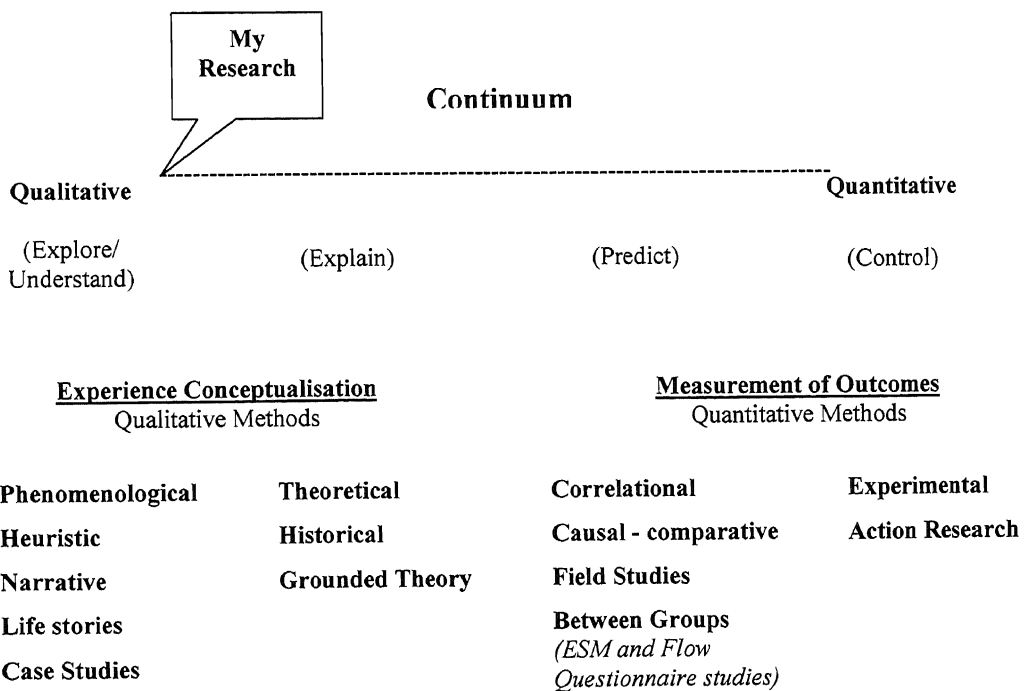 My
Research
Continuum
Qualitative
Quantitative
(Explore/
Understand)
(Explain)
(Predict)
(Control)
Experience Conceptualisation
Qualitative Methods
Measurement of Outcomes
Quantitative Methods
Phenomenological
Heuristic
Narrative
Life stories
Case Studies
Theoretical
Historical
Grounded Theory
Correlational
Causal - comparative
Field Studies
Between Groups
(ESM and Flow
Questionnaire studies)
Experimental
Action Research